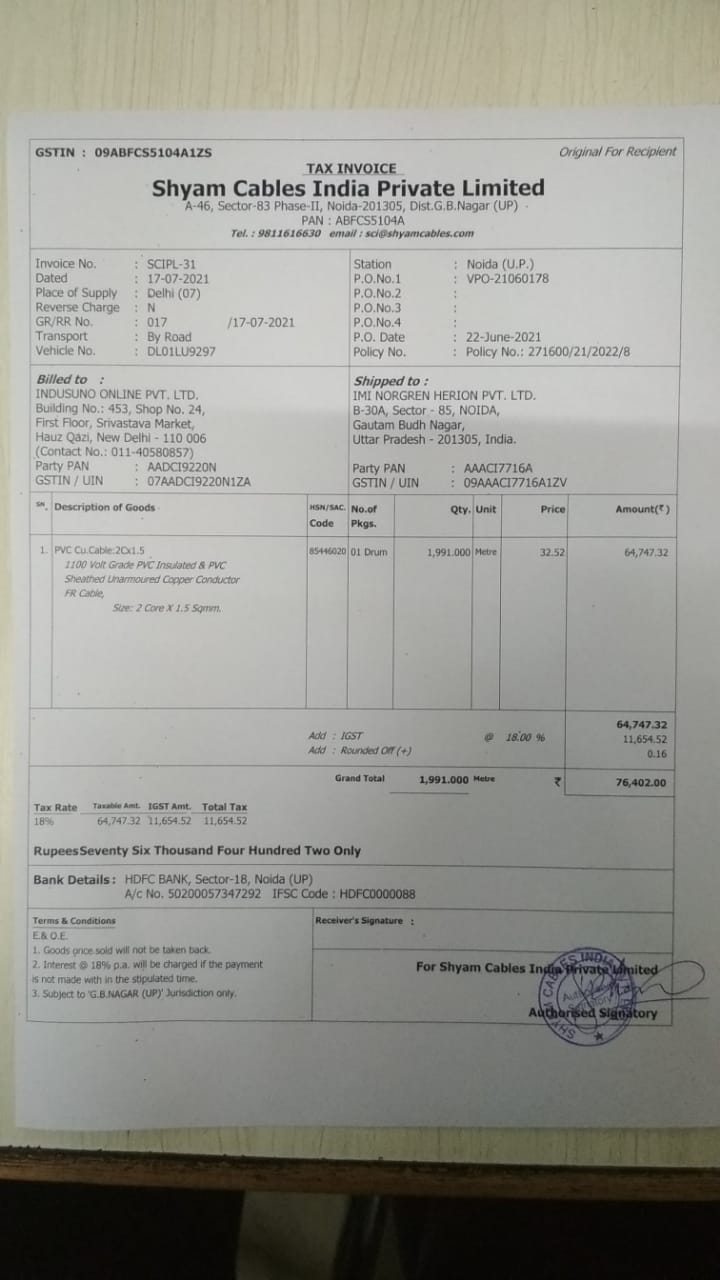 GSTIN : 09ABFCS5104A1ZS Original For Recipient
TAX INVOICE
Shyam Cables India Private Limited
A-46, Sector-83 Phase-II, Noida-201305, Dist.G.B.Nagar (UP)
PAN : ABFCS5104A
Tel. : 9811616630 email : sci@shyamcables.com
Invoice No. : SCIPL-31
Dated : 17-07-2021
Place of Supply : Delhi (07)
Reverse Charge : N
GR/RR No. : 017 /17-07-2021
Transport : By Road
Vehicle No. : DL01LU9297
Station : Noida (U.P.)
P.O.No.1 : VPO-21060178
P.O.No.2 :
P.O.No.3 :
P.O.No.4 :
P.O. Date : 22-June-2021
Policy No. : Policy No.: 271600/21/2022/8
Billed to :
INDUSUNO ONLINE PVT. LTD.
Building No.: 453, Shop No. 24,
First Floor, Srivastava Market,
Hauz Qazi, New Delhi - 110 006
(Contact No.: 011-40580857)
Party PAN : AADCI9220N
GSTIN / UIN : 07AADCI9220N1ZA
Shipped to :
IMI NORGREN HERION PVT. LTD.
B-30A, Sector - 85, NOIDA,
Gautam Budh Nagar,
Uttar Pradesh - 201305, India.
Party PAN : AAACI7716A
GSTIN / UIN : 09AAACI7716A1ZV
SN. Description of Goods HSN/SAC. Code No.of Pkgs. Qty. Unit Price Amount(₹)
1. PVC Cu.Cable:2Cx1.5 85446020 01 Drum 1,991.000 Metre 32.52 64,747.32
1100 Volt Grade PVC Insulated & PVC
Sheathed Unarmoured Copper Conductor
FR Cable,
Size: 2 Core X 1.5 Sqmm.
64,747.32
Add : IGST @ 18.00 % 11,654.52
Add : Rounded Off (+) 0.16
Grand Total 1,991.000 Metre ₹ 76,402.00
Tax Rate Taxable Amt. IGST Amt. Total Tax
18% 64,747.32 11,654.52 11,654.52
RupeesSeventy Six Thousand Four Hundred Two Only
Bank Details : HDFC BANK, Sector-18, Noida (UP)
A/c No. 50200057347292 IFSC Code : HDFC0000088
Terms & Conditions
E.& O.E.
1. Goods once sold will not be taken back.
2. Interest @ 18% p.a. will be charged if the payment
is not made with in the stipulated time.
3. Subject to 'G.B.NAGAR (UP)' Jurisdiction only.
Receiver's Signature :
For Shyam Cables India Private Limited
Authorised Signatory